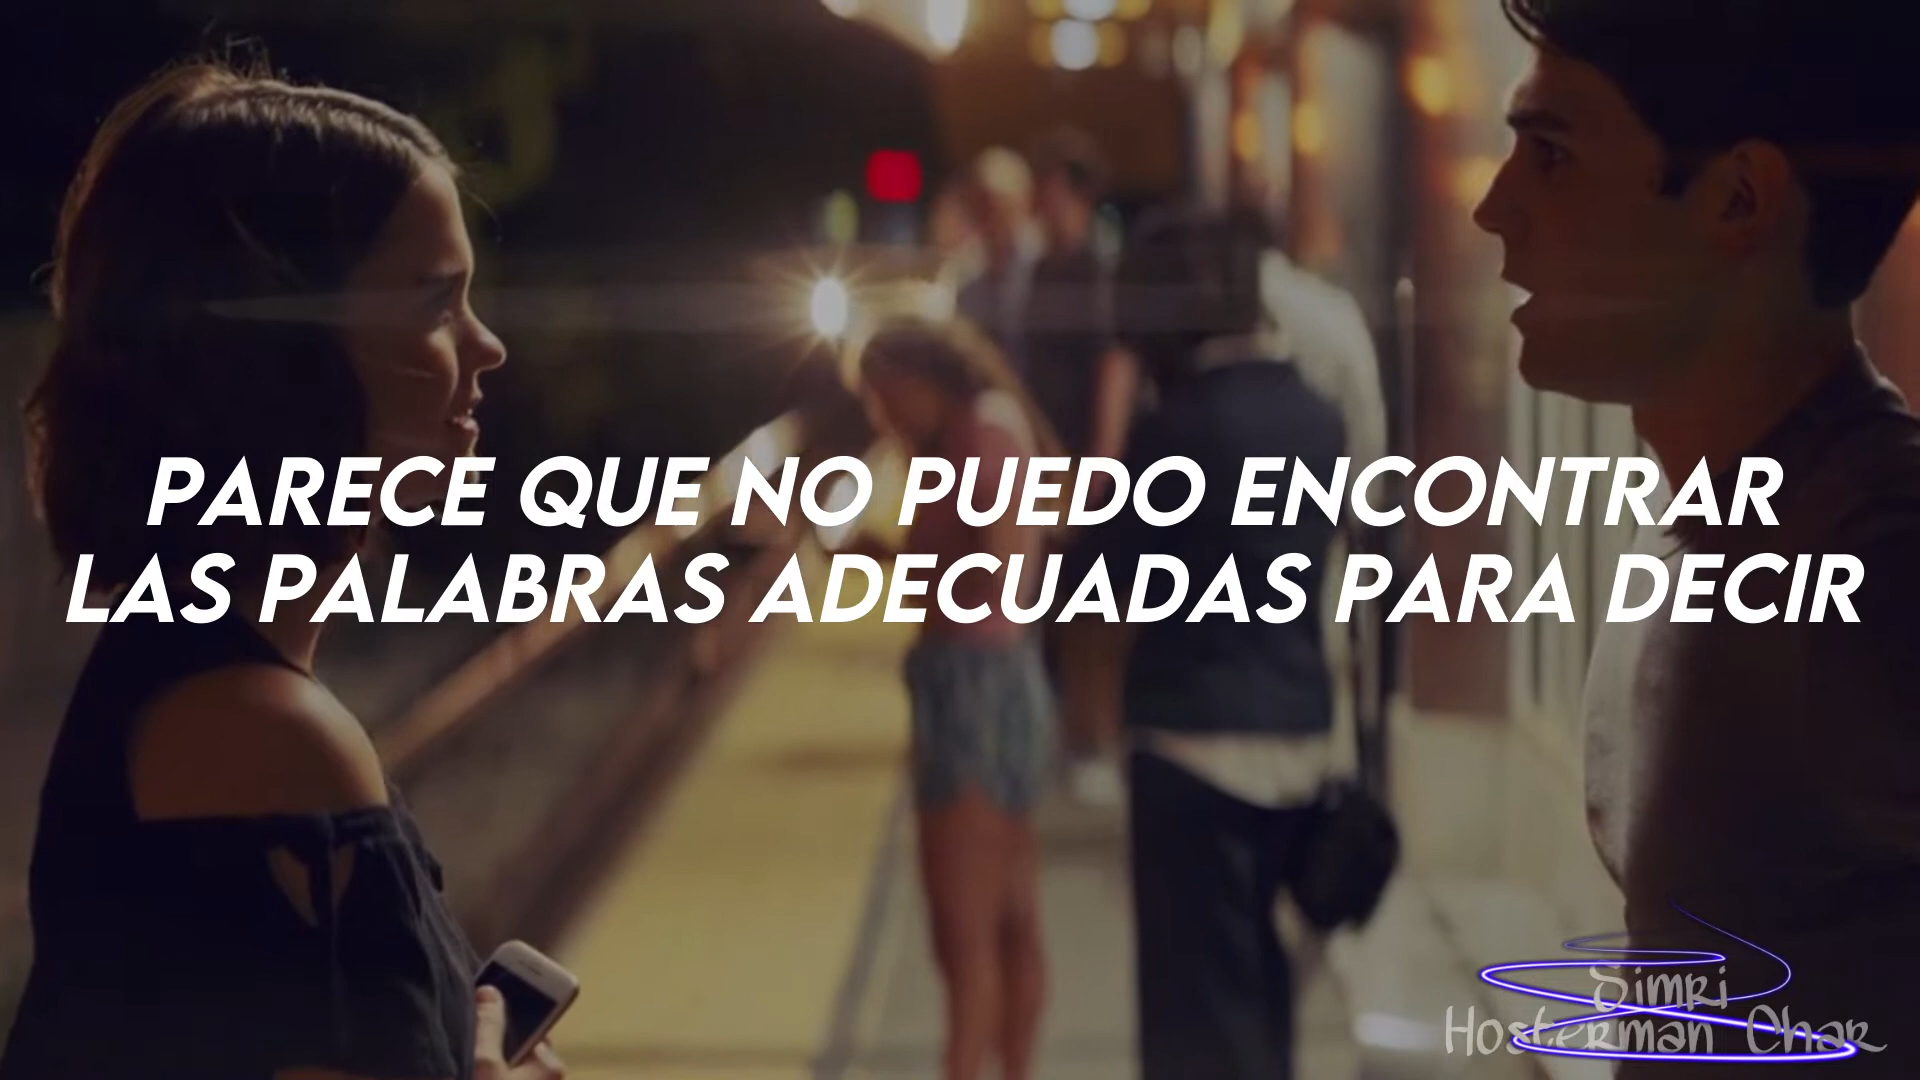 PARECE QUE NO PUEDO ENCONTRAR
LAS PALABRAS ADECUADAS PARA DECIR
Simri
Hosterman Char